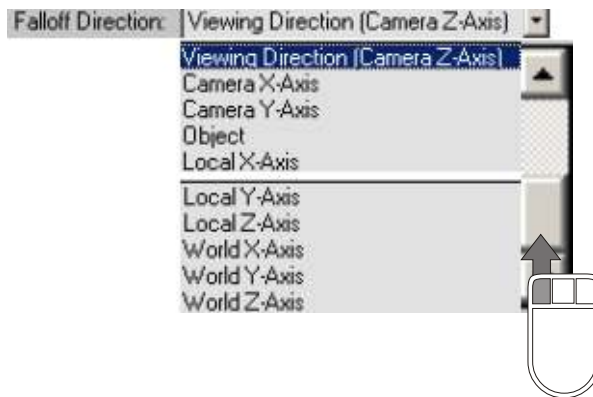 Falloff Direction: Viewing Direction (Camera Z-Axis)
Viewing Direction (Camera Z-Axis)
Camera X-Axis
Camera Y-Axis
Object
Local X-Axis
Local Y-Axis
Local Z-Axis
World X-Axis
World Y-Axis
World Z-Axis